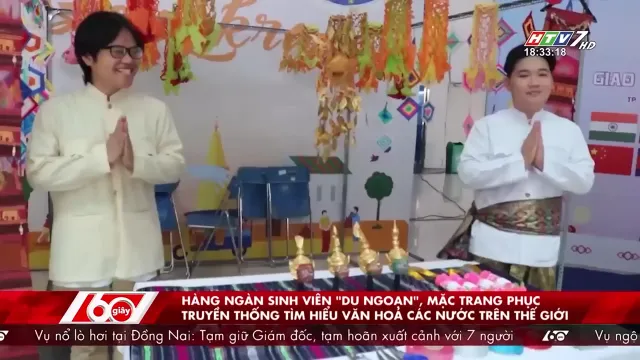 HTV7 HD
18:33:18
GIAO
TP
60 giây
HÀNG NGÀN SINH VIÊN "DU NGOẠN", MẶC TRANG PHỤC
TRUYỀN THỐNG TÌM HIỂU VĂN HOÁ CÁC NƯỚC TRÊN THẾ GIỚI
Vụ nổ lò hơi tại Đồng Nai: Tạm giữ Giám đốc, tạm hoãn xuất cảnh với 7 người